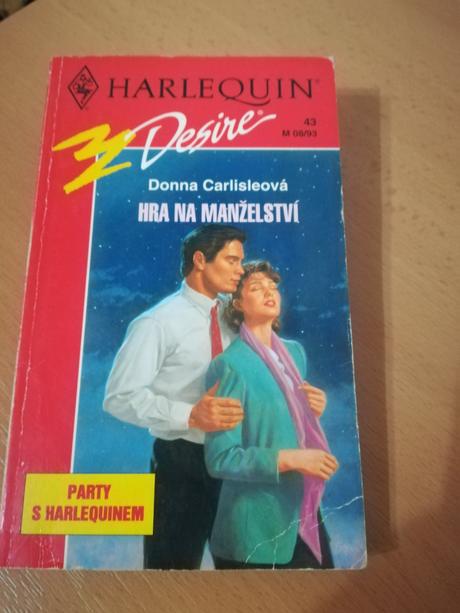 HARLEQUIN®
Desire®
43
M 08/93
Donna Carlisleová
HRA NA MANŽELSTVÍ
PARTY
S HARLEQUINEM